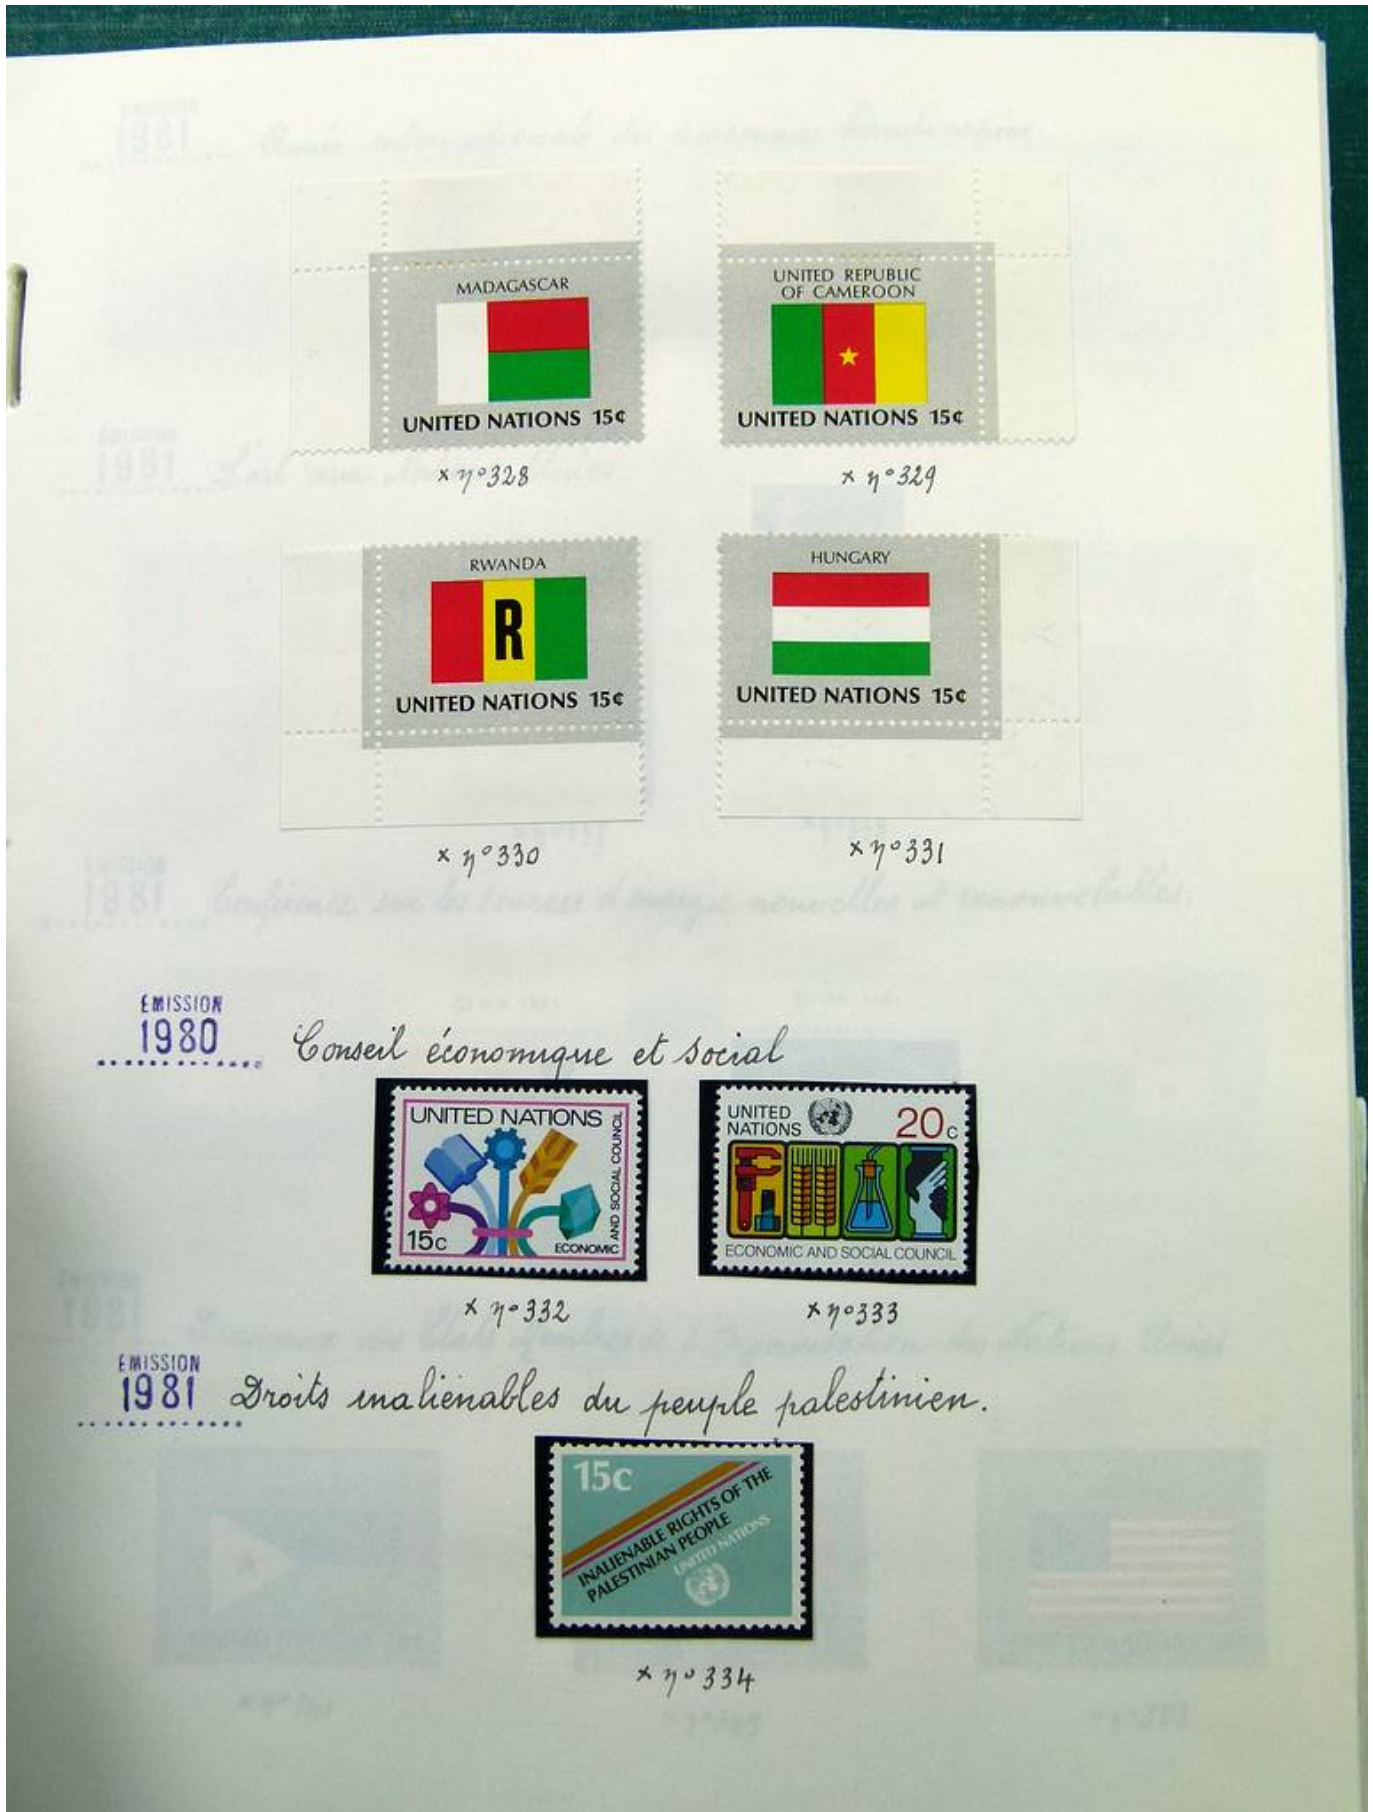 MADAGASCAR
UNITED NATIONS 15¢
x n° 328
UNITED REPUBLIC
OF CAMEROON
UNITED NATIONS 15¢
x n° 329
RWANDA
R
UNITED NATIONS 15¢
x n° 330
HUNGARY
UNITED NATIONS 15¢
x n° 331
EMISSION
1980
Conseil économique et social
UNITED NATIONS
15c
ECONOMIC
AND SOCIAL COUNCIL
x n° 332
UNITED
NATIONS
20c
ECONOMIC AND SOCIAL COUNCIL
x n° 333
EMISSION
1981
Droits inaliénables du peuple palestinien.
15c
INALIENABLE RIGHTS OF THE
PALESTINIAN PEOPLE
UNITED NATIONS
x n° 334